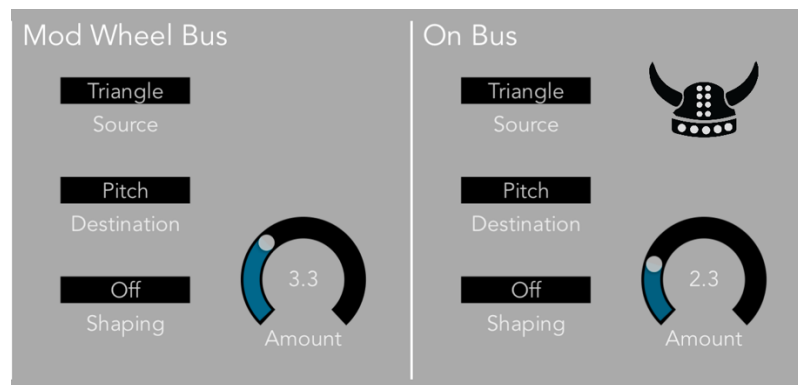 Mod Wheel Bus
Triangle
Source
Pitch
Destination
Off
Shaping
3.3
Amount
On Bus
Triangle
Source
Pitch
Destination
Off
Shaping
2.3
Amount